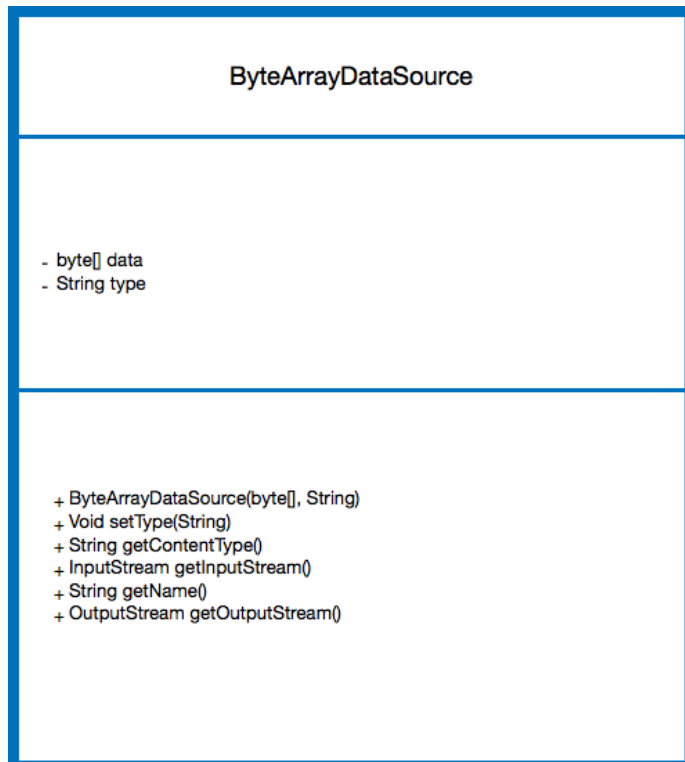 ByteArrayDataSource
- byte[] data
- String type
+ ByteArrayDataSource(byte[], String)
+ Void setType(String)
+ String getContentType()
+ InputStream getInputStream()
+ String getName()
+ OutputStream getOutputStream()